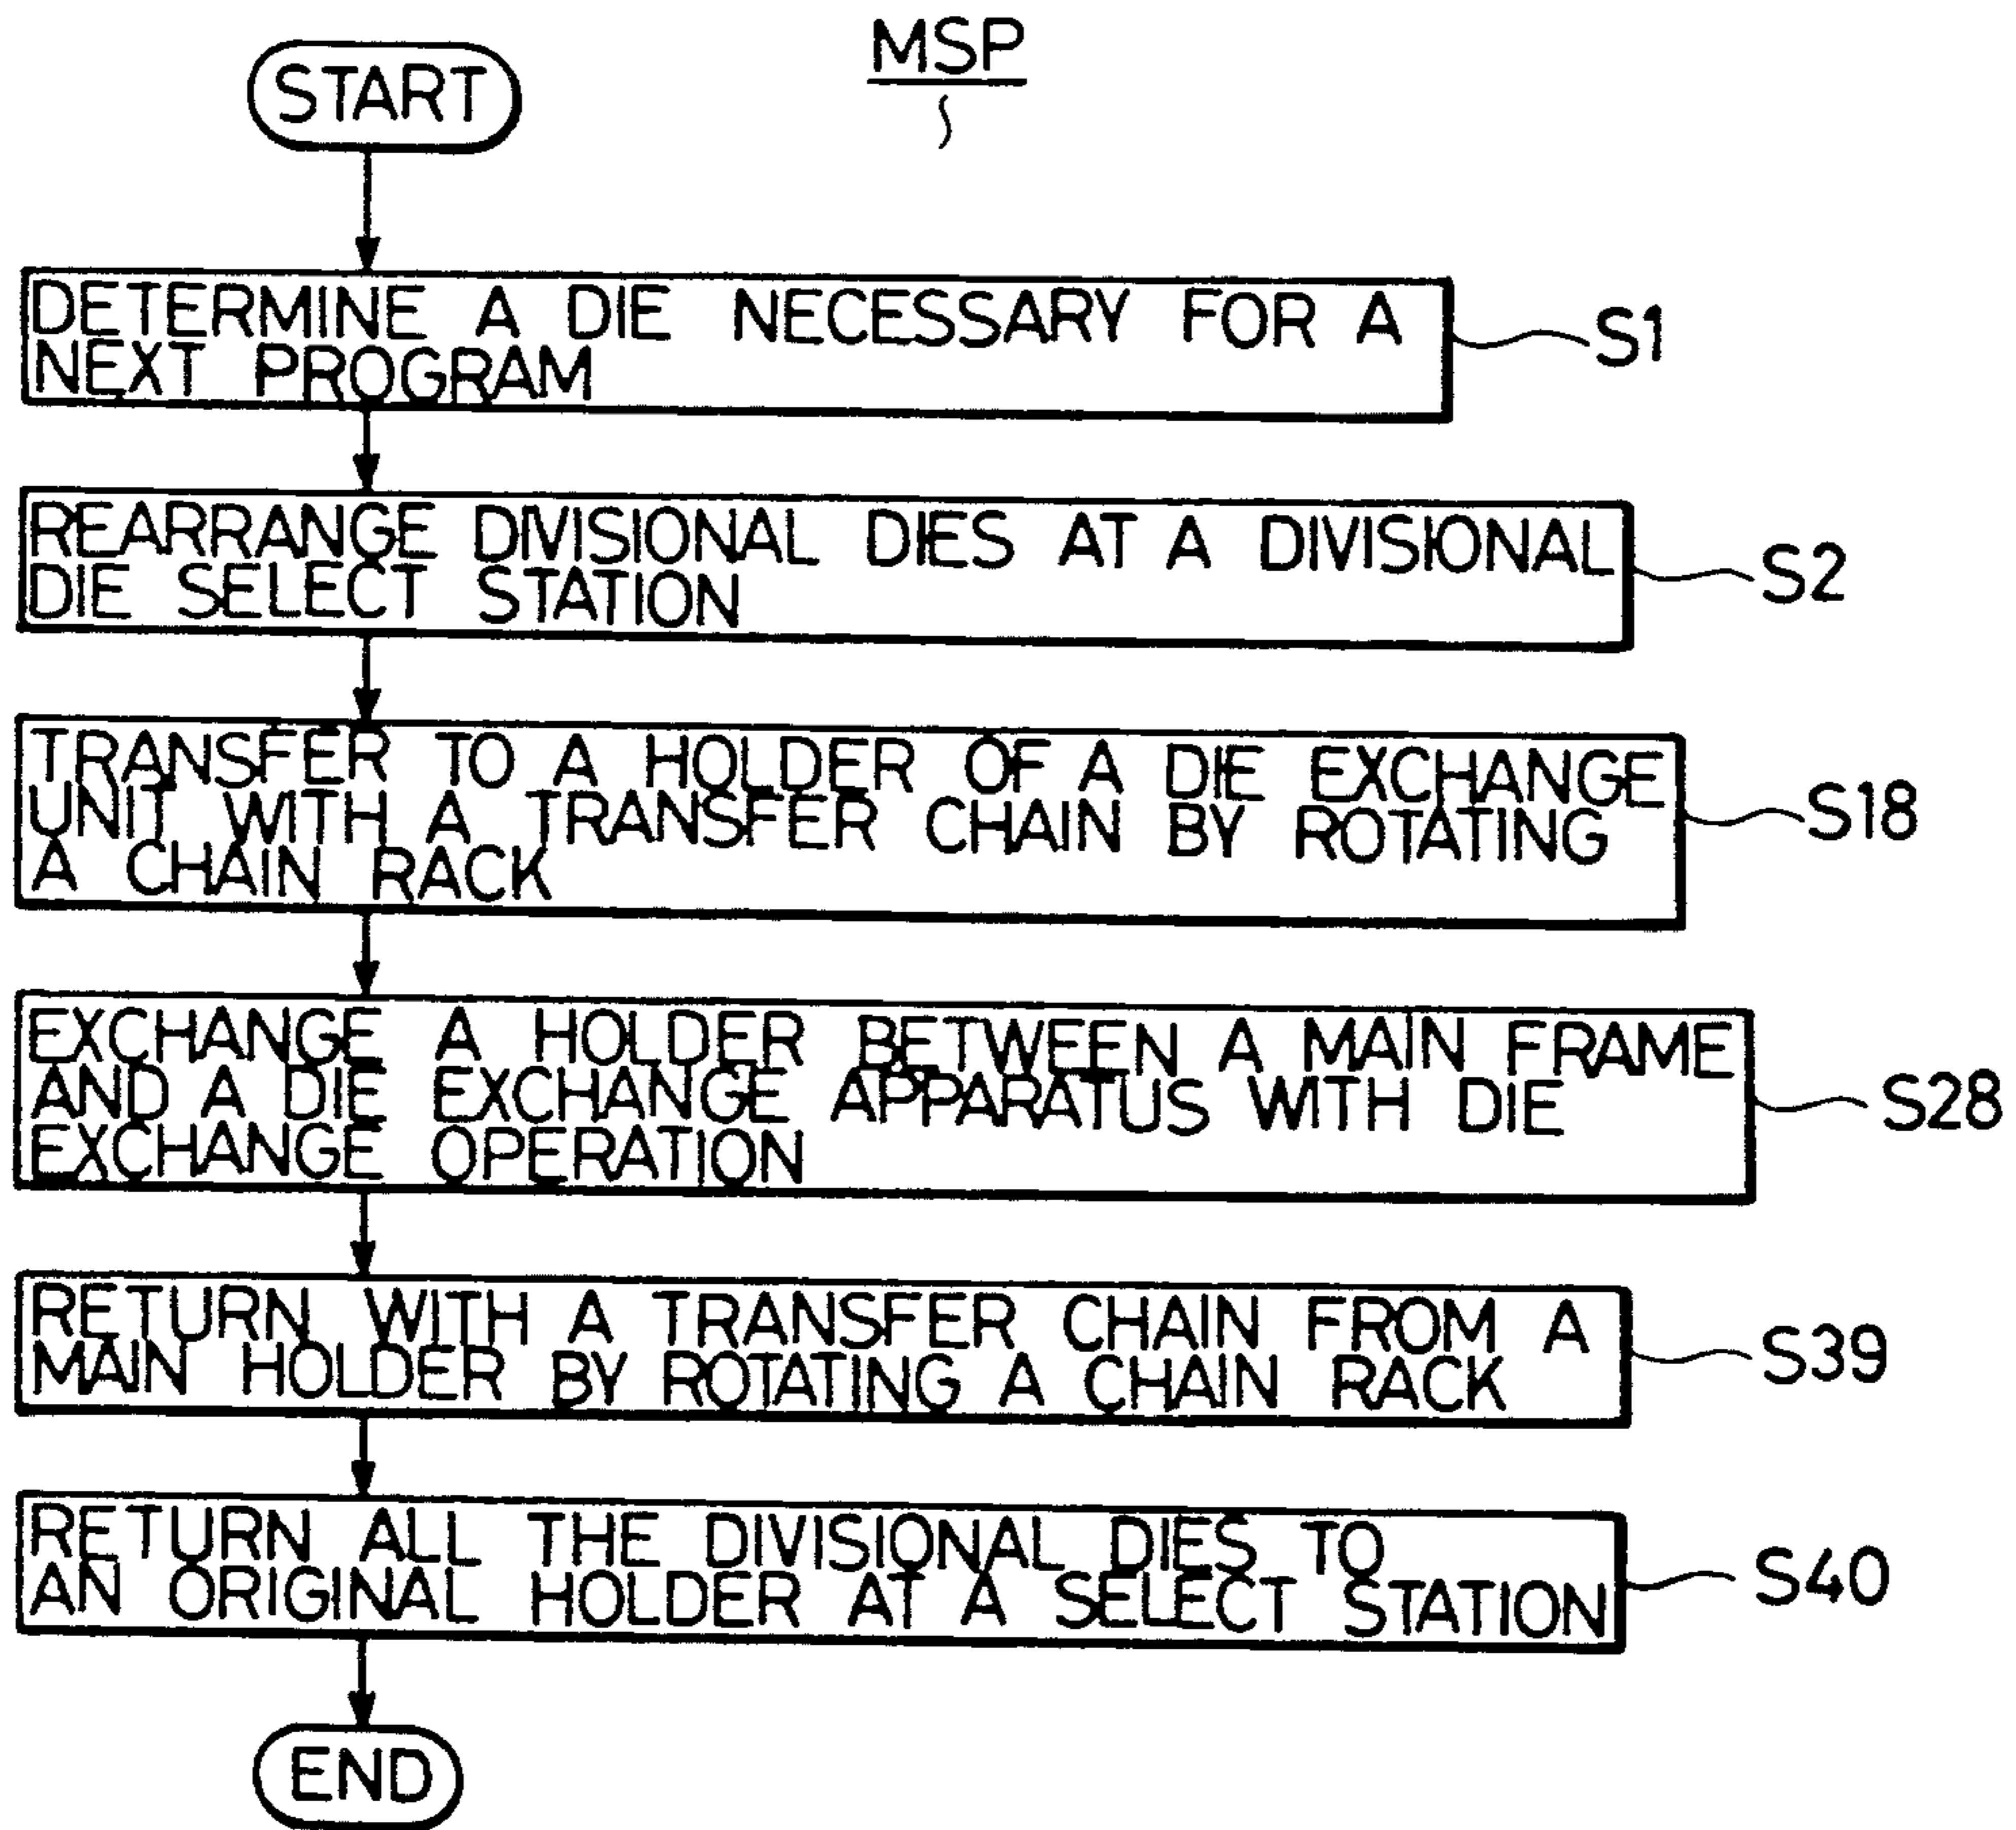 MSP
START
DETERMINE A DIE NECESSARY FOR A
NEXT PROGRAM
S1
REARRANGE DIVISIONAL DIES AT A DIVISIONAL
DIE SELECT STATION
S2
TRANSFER TO A HOLDER OF A DIE EXCHANGE
UNIT WITH A TRANSFER CHAIN BY ROTATING
A CHAIN RACK
S18
EXCHANGE A HOLDER BETWEEN A MAIN FRAME
AND A DIE EXCHANGE APPARATUS WITH DIE
EXCHANGE OPERATION
S28
RETURN WITH A TRANSFER CHAIN FROM A
MAIN HOLDER BY ROTATING A CHAIN RACK
S39
RETURN ALL THE DIVISIONAL DIES TO
AN ORIGINAL HOLDER AT A SELECT STATION
S40
END